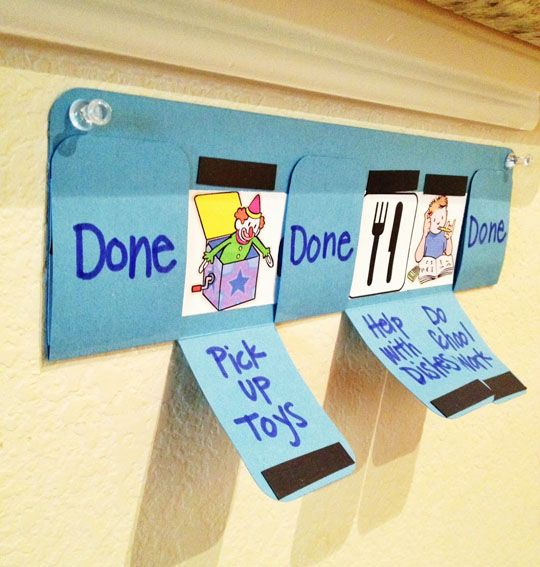 Done
Done
Done
Pick
UP
Toys
Help
with
Dishes
Do
School
Work